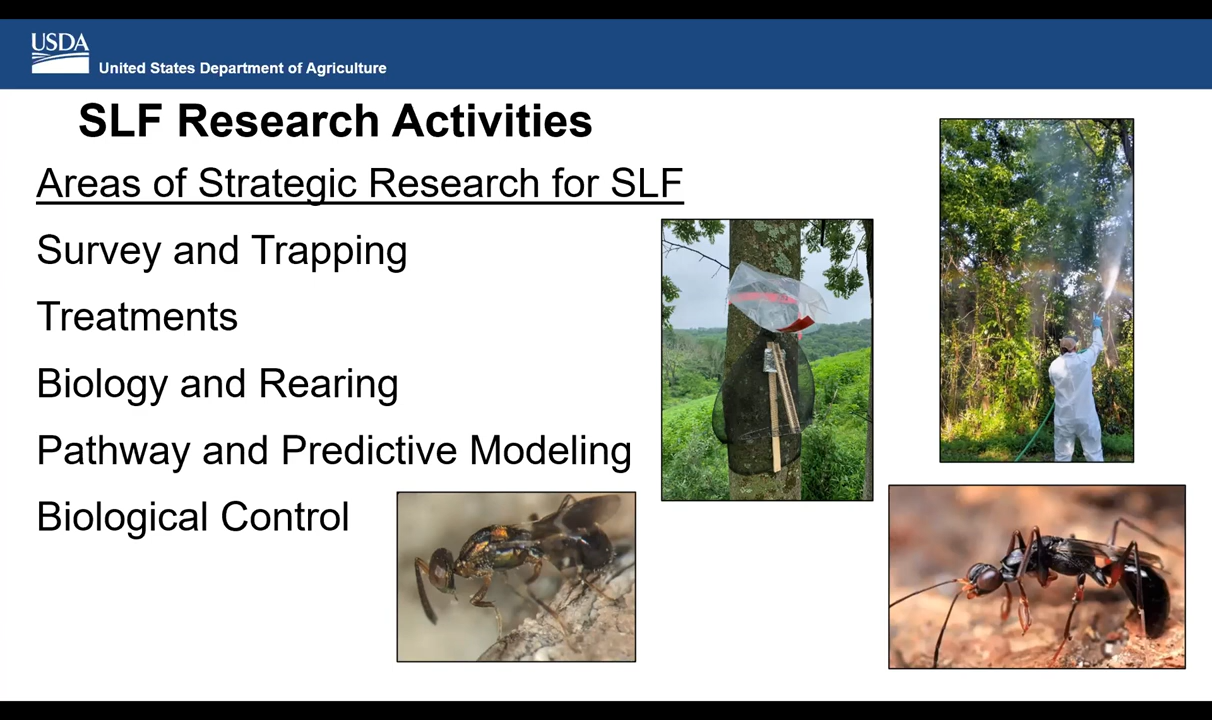 USDA
United States Department of Agriculture
SLF Research Activities
Areas of Strategic Research for SLF
Survey and Trapping
Treatments
Biology and Rearing
Pathway and Predictive Modeling
Biological Control